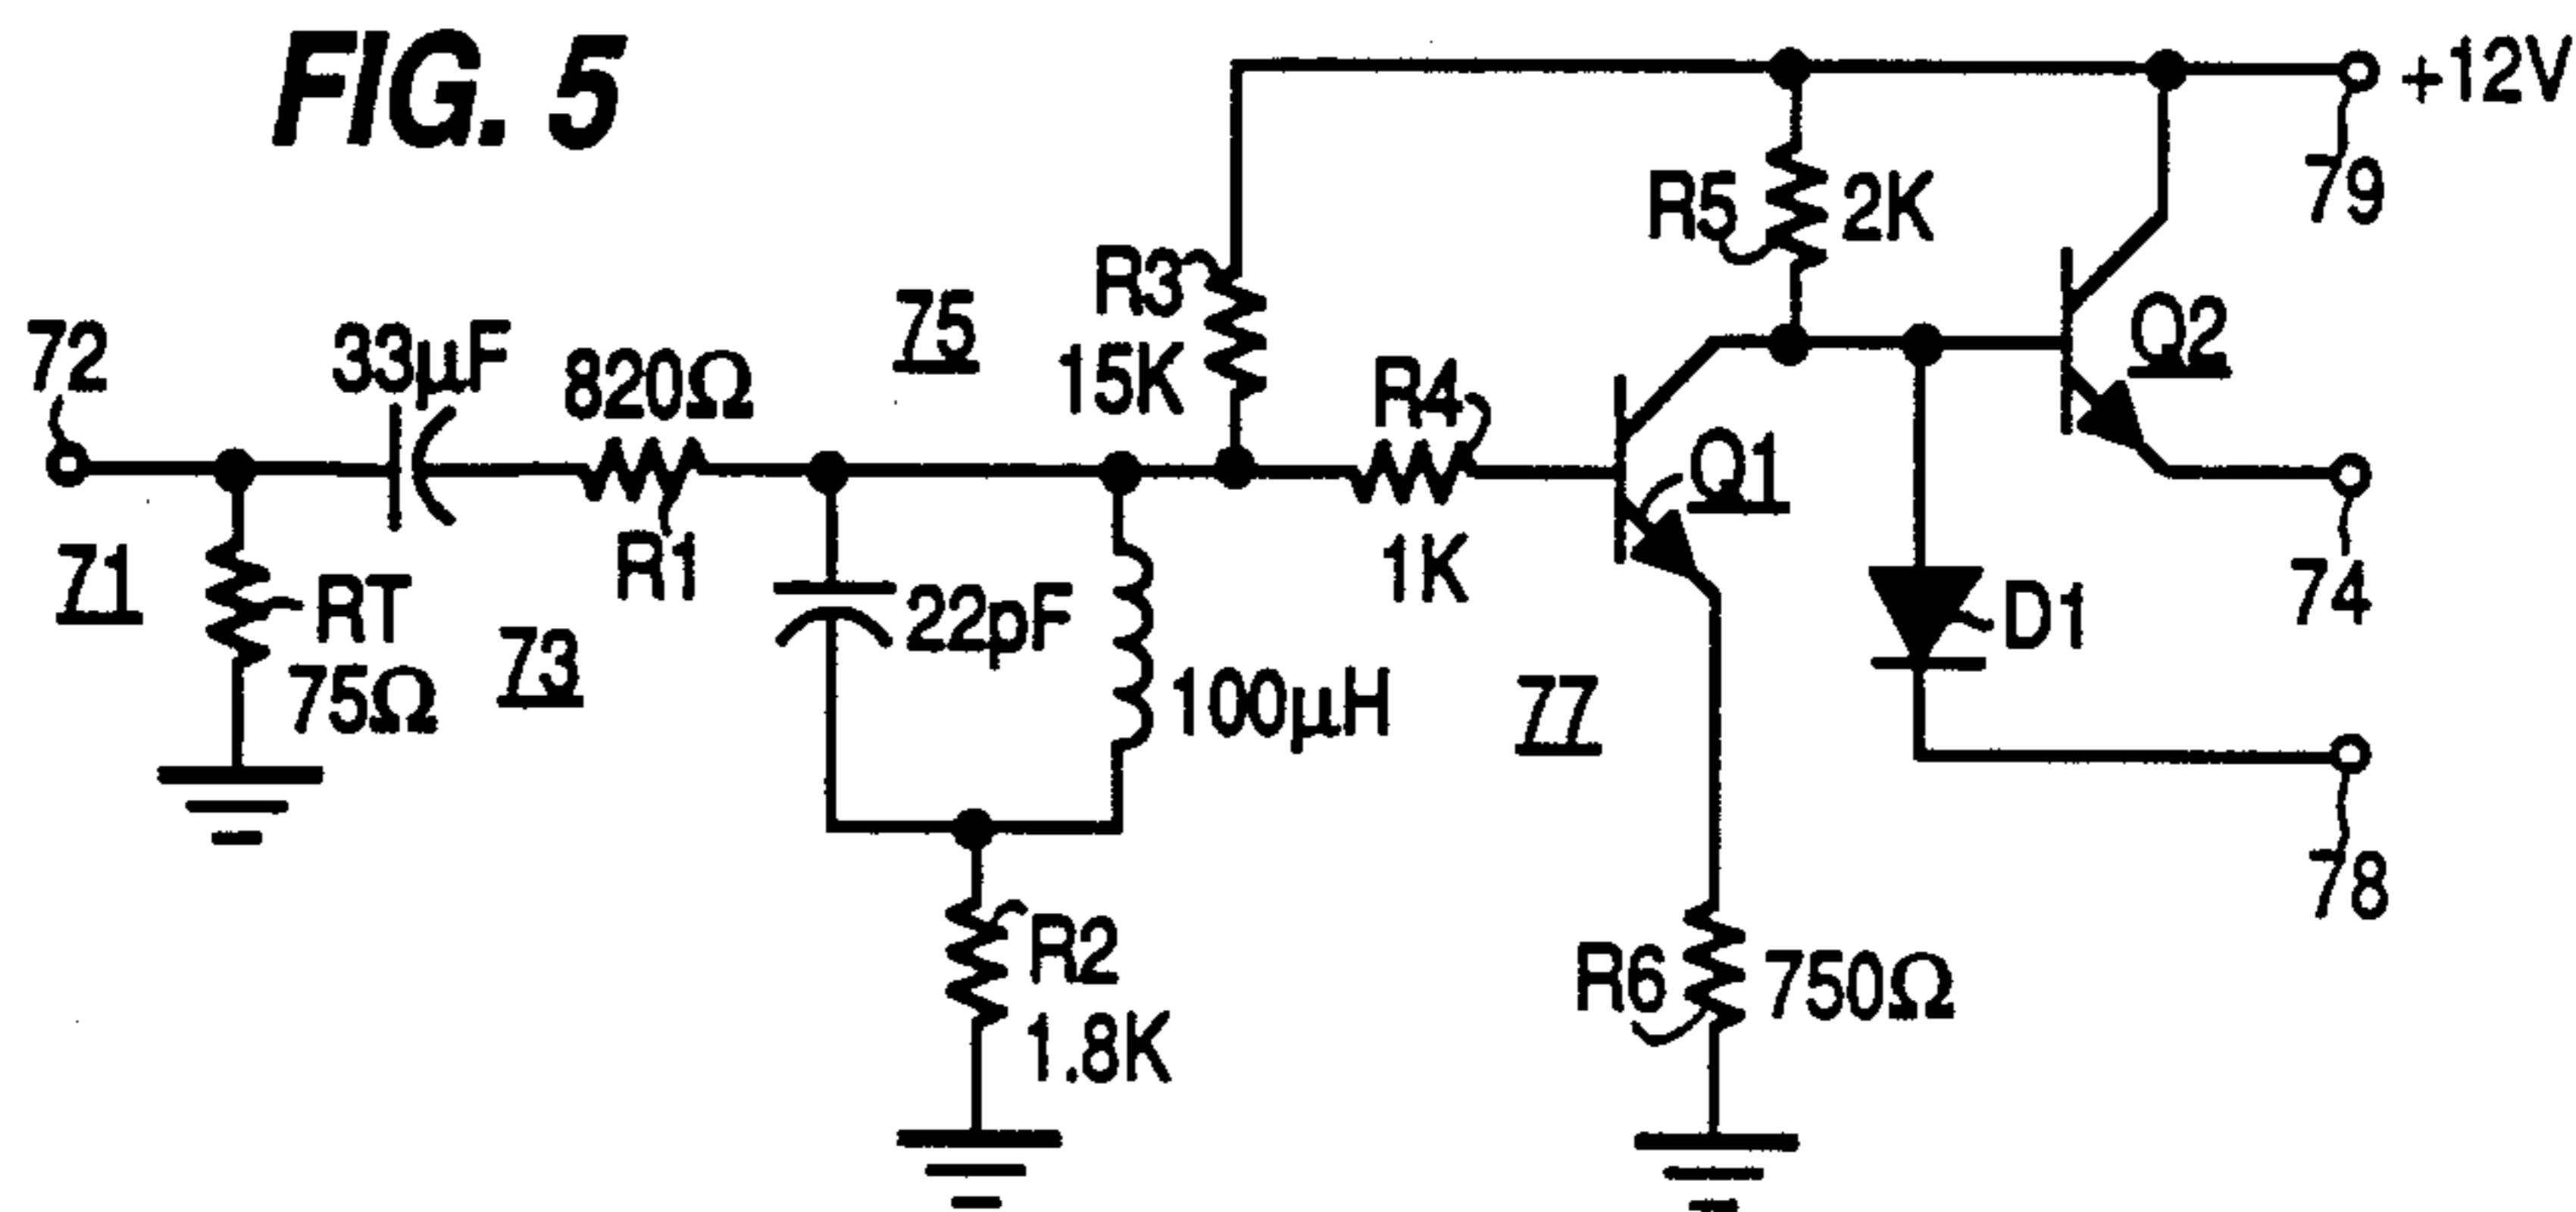 FIG. 5
+12V
79
R5
2K
Q2
R3
15K
75
72
33µF
820Ω
R1
R4
1K
Q1
71
RT
75Ω
73
22pF
100µH
77
D1
74
78
R2
1.8K
R6
750Ω